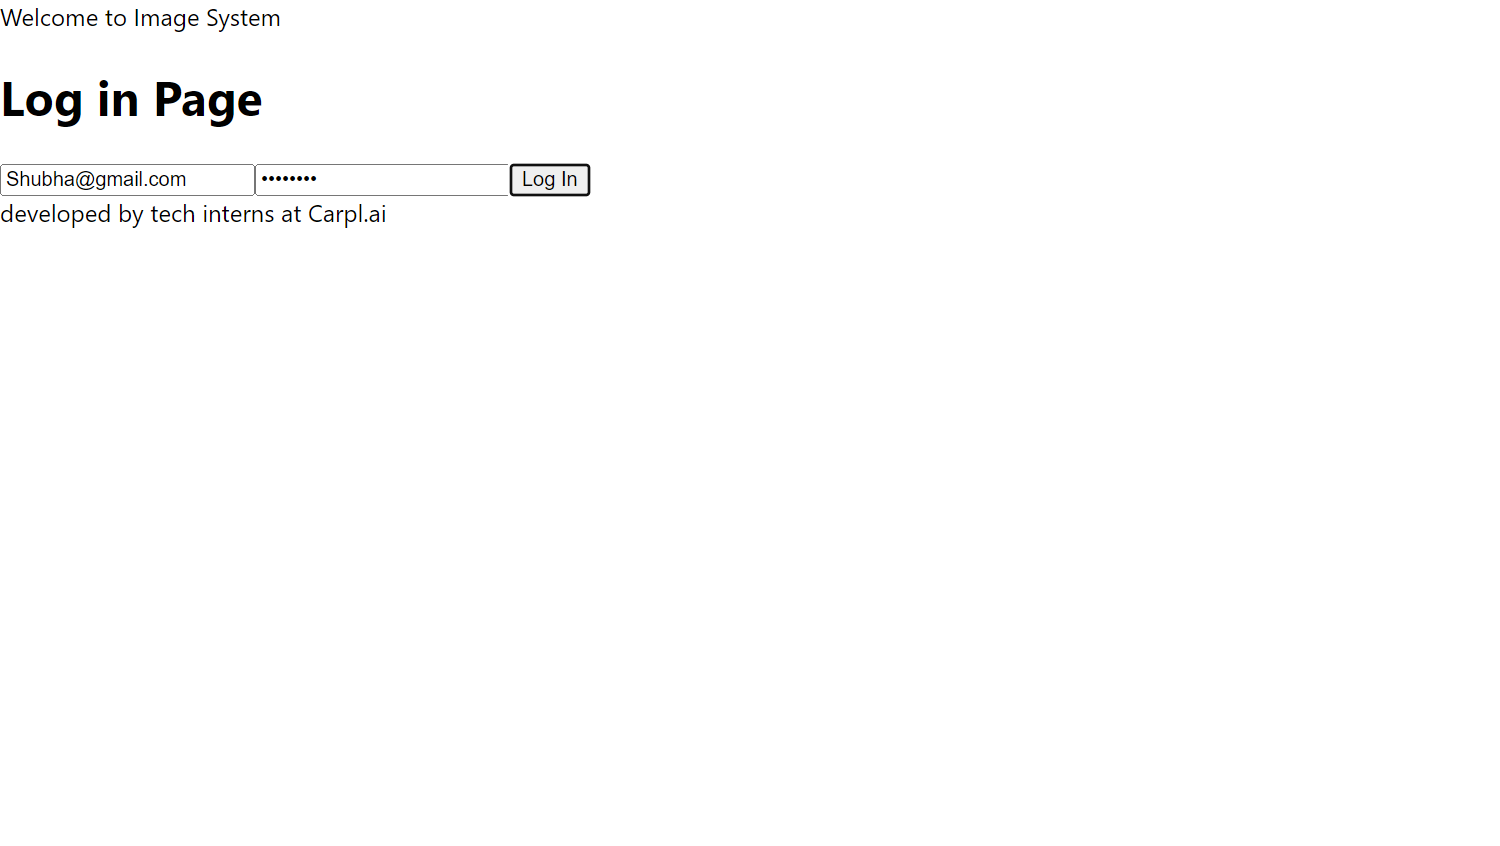 Welcome to Image System
Log in Page
Shubha@gmail.com •••••••• Log In
developed by tech interns at Carpl.ai